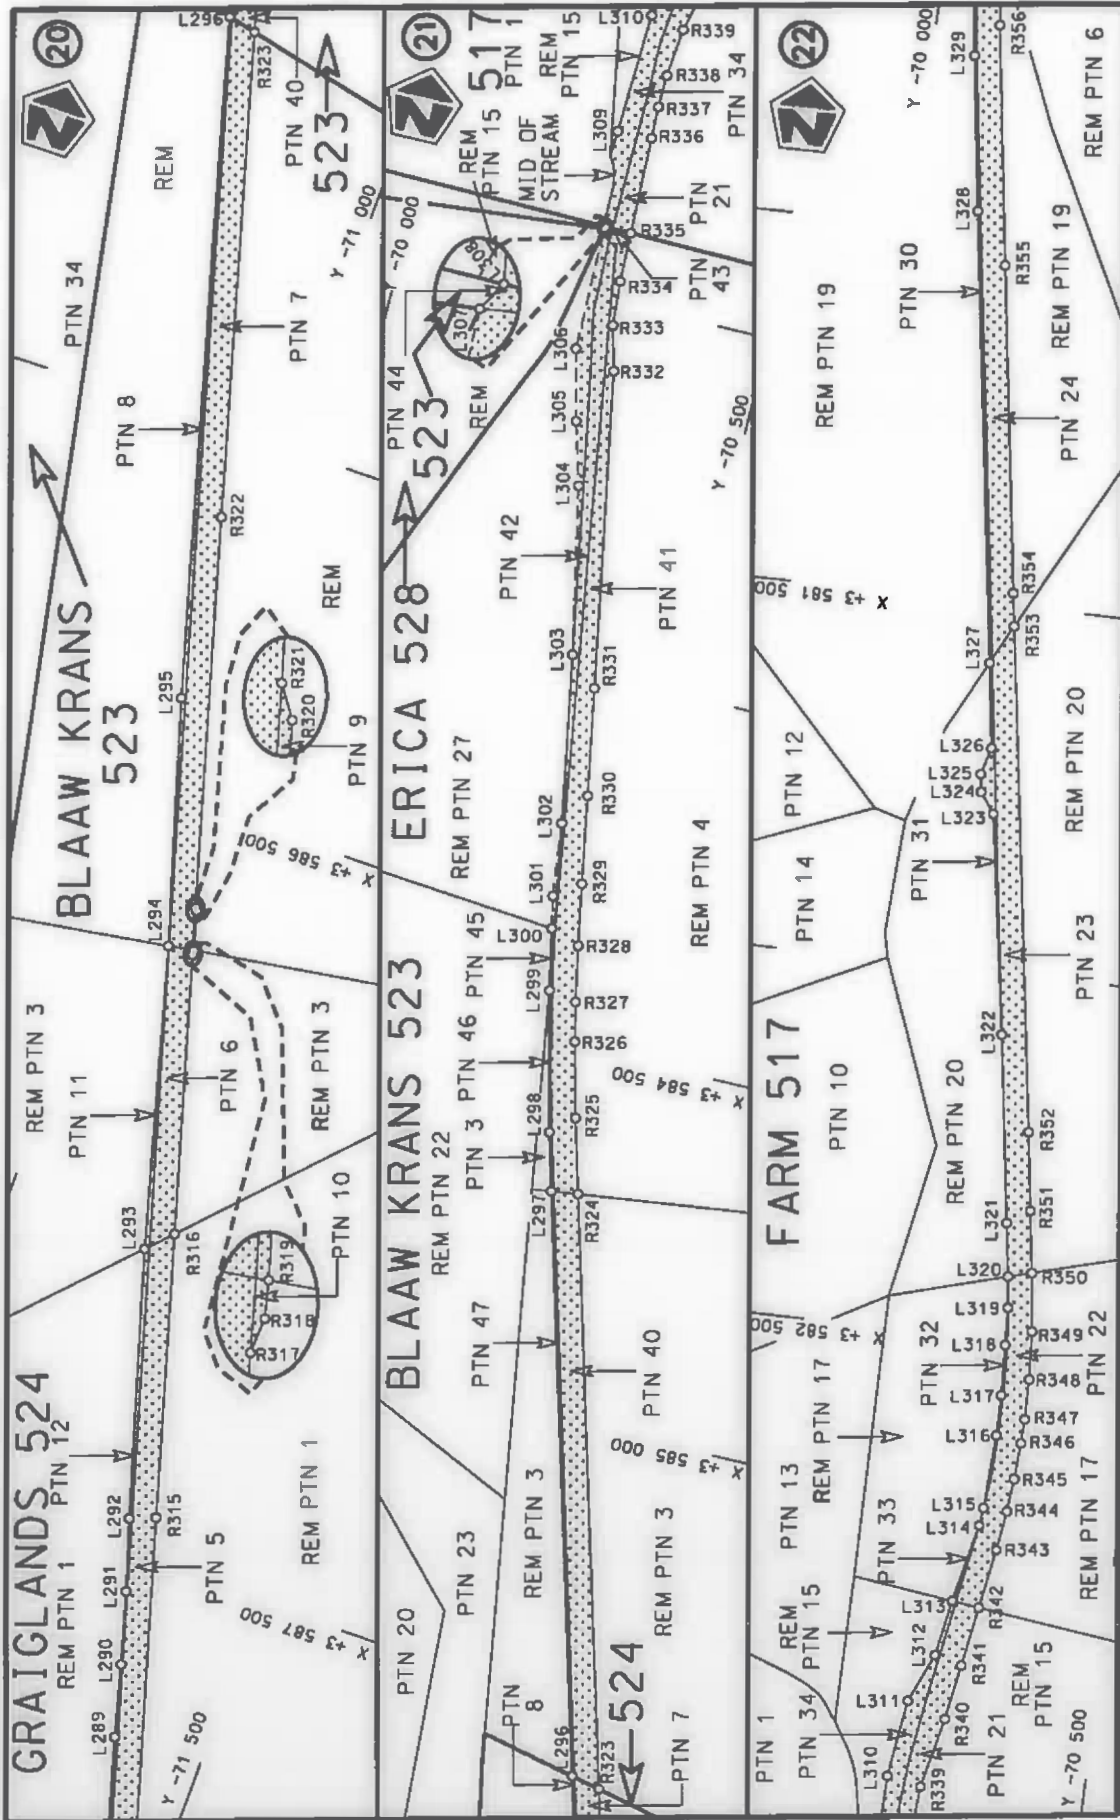 20
GRAIGLANDS 524
REM PTN 1
PTN 12
L289
L290
L291
L292
L293
L294
L295
L296
PTN 11
REM PTN 3
BLAAW KRANS
523
PTN 8
PTN 34
REM
PTN 40
523
R323
PTN 7
R322
REM
R321
R320
PTN 9
X +3 586 500
Y -71 000
PTN 6
REM PTN 3
R316
R319
R318
R317
PTN 10
R315
PTN 5
REM PTN 1
X +3 587 500
Y -71 500
21
BLAAW KRANS 523
ERICA 528
523
517
PTN 20
PTN 23
PTN 8
L296
REM PTN 3
PTN 47
REM PTN 22
L297
PTN 3
L298
PTN 46
L299
PTN 45
L300
L301
REM PTN 27
L302
L303
PTN 42
L304
L305
L306
REM
PTN 44
L307
L308
Y -70 000
REM
PTN 15
MID OF
STREAM
PTN 1
REM
PTN 15
L309
L310
R339
R338
R337
R336
PTN 34
PTN
21
R335
PTN
43
R334
R333
R332
Y -70 500
PTN 41
R331
R330
R329
REM PTN 4
R328
R327
R326
R325
X +3 584 500
R324
PTN 40
X +3 585 000
REM PTN 3
524
R323
PTN 7
22
FARM 517
PTN 1
PTN 34
L310
L311
L312
L313
REM
PTN 15
PTN 13
PTN 33
REM PTN 17
L314
L315
L316
L317
L318
L319
L320
L321
L322
PTN 32
X +3 582 500
REM PTN 20
PTN 10
PTN 14
PTN 12
PTN 31
L323
L324
L325
L326
L327
X +3 581 500
REM PTN 19
PTN 30
L328
L329
Y -70 000
R356
REM PTN 6
R355
REM PTN 19
PTN 24
R354
R353
REM PTN 20
PTN 23
R352
R351
R350
R349
PTN 22
R348
R347
R346
R345
R344
REM PTN 17
R343
R342
R341
REM
PTN 15
R340
PTN 21
R339
Y -70 500